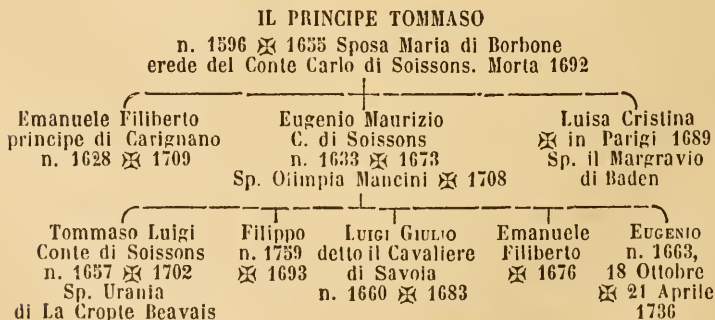 IL PRINCIPE TOMMASO
n. 1596 ✠ 1655 Sposa Maria di Borbone
erede del Conte Carlo di Soissons. Morta 1692
Emanuele Filiberto
principe di Carignano
n. 1628 ✠ 1709
Eugenio Maurizio
C. di Soissons
n. 1633 ✠ 1673
Sp. Olimpia Mancini ✠ 1708
Luisa Cristina
✠ in Parigi 1689
Sp. il Margravio
di Baden
Tommaso Luigi
Conte di Soissons
n. 1657 ✠ 1702
Sp. Urania
di La Cropte Beavais
Filippo
n. 1759
✠ 1693
LUIGI GIULIO
detto il Cavaliere
di Savoia
n. 1660 ✠ 1683
Emanuele
Filiberto
✠ 1676
EUGENIO
n. 1663,
18 Ottobre
✠ 21 Aprile
1736